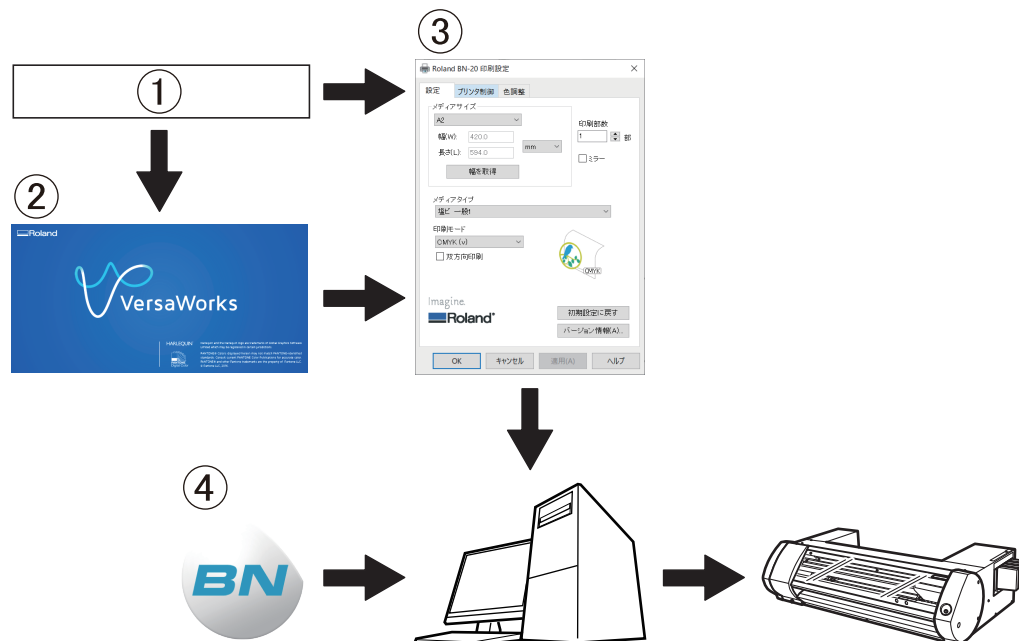 ①
②
Roland
VersaWorks
HARLEQUIN
③
Roland BN-20 印刷設定
設定 プリンタ制御 色調整
メディアサイズ
A2
幅(W): 420.0
長さ(L): 594.0
mm
幅を取得
印刷部数
1 部
ミラー
メディアタイプ
塩ビ 一般1
印刷モード
CMYK (v)
双方向印刷
CMYK
Imagine.
Roland
初期設定に戻す
バージョン情報(A)...
OK キャンセル 適用(A) ヘルプ
④
BN